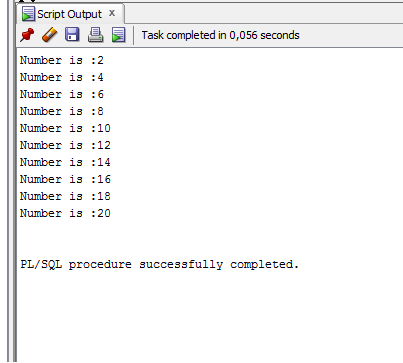 Script Output x
Task completed in 0,056 seconds
Number is :2
Number is :4
Number is :6
Number is :8
Number is :10
Number is :12
Number is :14
Number is :16
Number is :18
Number is :20
PL/SQL procedure successfully completed.